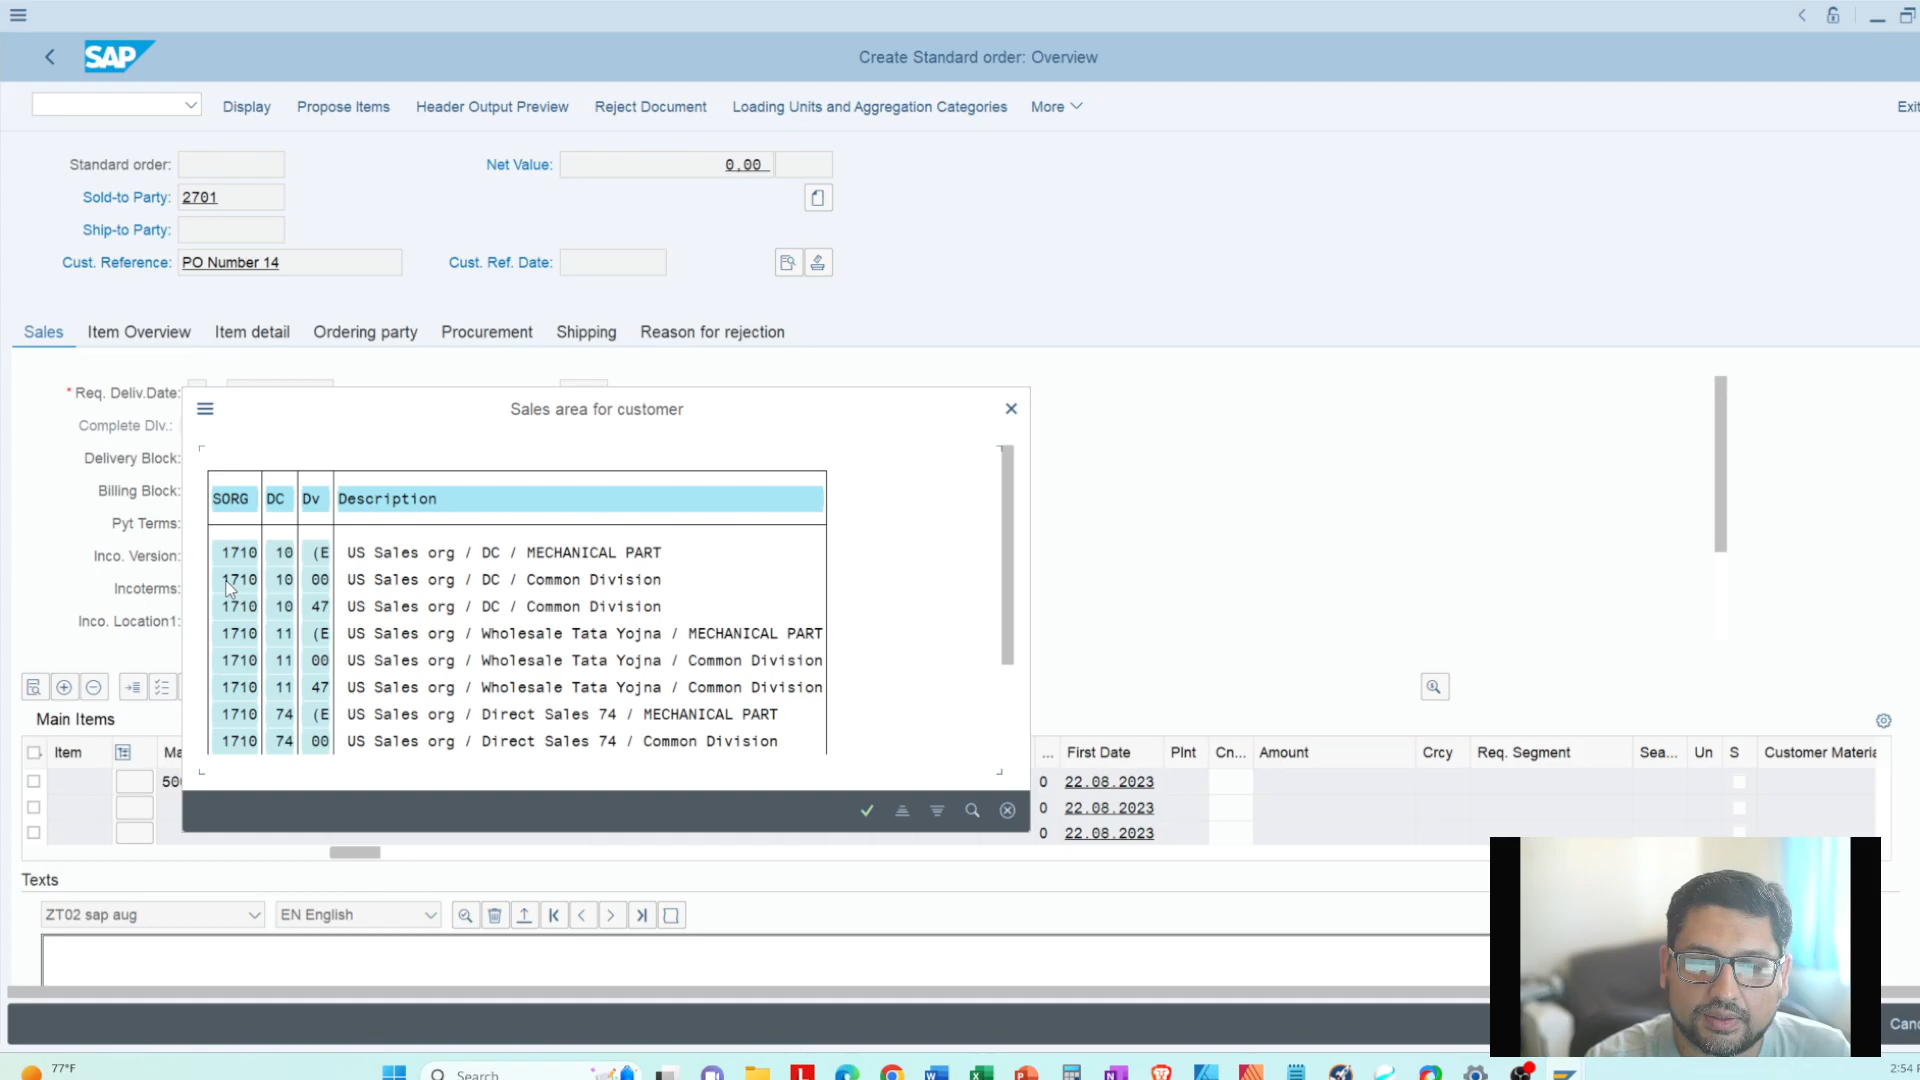 SAP
Create Standard order: Overview
Display Propose Items Header Output Preview Reject Document Loading Units and Aggregation Categories More Exit
Standard order: Net Value: 0,00
Sold-to Party: 2701
Ship-to Party:
Cust. Reference: PO Number 14 Cust. Ref. Date:
Sales Item Overview Item detail Ordering party Procurement Shipping Reason for rejection
* Req. Deliv.Date:
Complete Dlv.:
Delivery Block:
Billing Block:
Pyt Terms:
Inco. Version:
Incoterms:
Inco. Location1:
Sales area for customer
SORG DC Dv Description
1710 10 (E US Sales org / DC / MECHANICAL PART
1710 10 00 US Sales org / DC / Common Division
1710 10 47 US Sales org / DC / Common Division
1710 11 (E US Sales org / Wholesale Tata Yojna / MECHANICAL PART
1710 11 00 US Sales org / Wholesale Tata Yojna / Common Division
1710 11 47 US Sales org / Wholesale Tata Yojna / Common Division
1710 74 (E US Sales org / Direct Sales 74 / MECHANICAL PART
1710 74 00 US Sales org / Direct Sales 74 / Common Division
Main Items
Item Ma ... First Date Plnt Cn... Amount Crcy Req. Segment Sea... Un S Customer Materia
500 0 22.08.2023
0 22.08.2023
0 22.08.2023
Texts
ZT02 sap aug EN English
Canc
77°F Search 2:54 P